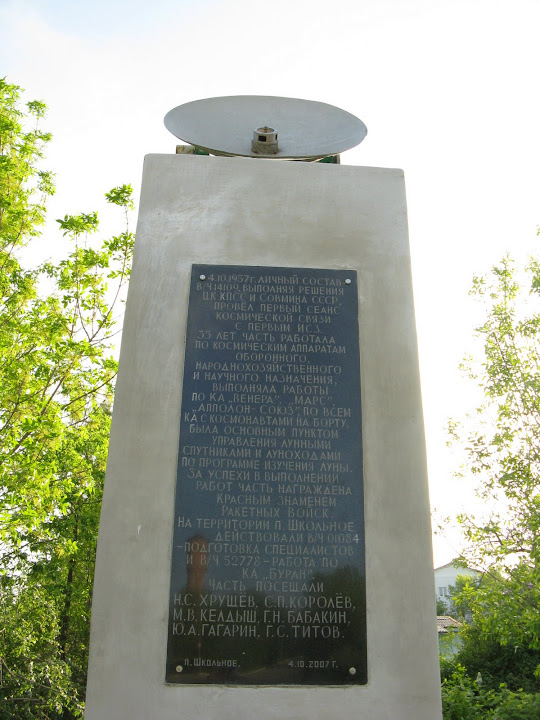 4.10.1957г. ЛИЧНЫЙ СОСТАВ
В/Ч 14109, ВЫПОЛНЯЯ РЕШЕНИЯ
ЦК КПСС И СОВМИНА СССР
ПРОВЁЛ ПЕРВЫЙ СЕАНС
КОСМИЧЕСКОЙ СВЯЗИ
С ПЕРВЫМ И.С.З.
35 ЛЕТ ЧАСТЬ РАБОТАЛА
ПО КОСМИЧЕСКИМ АППАРАТАМ
ОБОРОННОГО,
НАРОДНОХОЗЯЙСТВЕННОГО
И НАУЧНОГО НАЗНАЧЕНИЯ,
ВЫПОЛНЯЛА РАБОТЫ
ПО КА „ВЕНЕРА", „МАРС",
„АППОЛОН-СОЮЗ" ПО ВСЕМ
КА С КОСМОНАВТАМИ НА БОРТУ,
БЫЛА ОСНОВНЫМ ПУНКТОМ
УПРАВЛЕНИЯ ЛУННЫМИ
СПУТНИКАМИ И ЛУНОХОДАМИ
ПО ПРОГРАММЕ ИЗУЧЕНИЯ ЛУНЫ.
ЗА УСПЕХИ В ВЫПОЛНЕНИИ
РАБОТ ЧАСТЬ НАГРАЖДЕНА
КРАСНЫМ ЗНАМЕНЕМ
РАКЕТНЫХ ВОЙСК.
НА ТЕРРИТОРИИ П. ШКОЛЬНОЕ
ДЕЙСТВОВАЛИ В/Ч 01084
-ПОДГОТОВКА СПЕЦИАЛИСТОВ
И В/Ч 52778-РАБОТА ПО
КА „БУРАН"
ЧАСТЬ ПОСЕЩАЛИ
Н.С. ХРУЩЕВ, С.П. КОРОЛЁВ,
М.В. КЕЛДЫШ, Г.Н. БАБАКИН,
Ю.А. ГАГАРИН, Г.С. ТИТОВ.
П. ШКОЛЬНОЕ. 4.10.2007 Г.